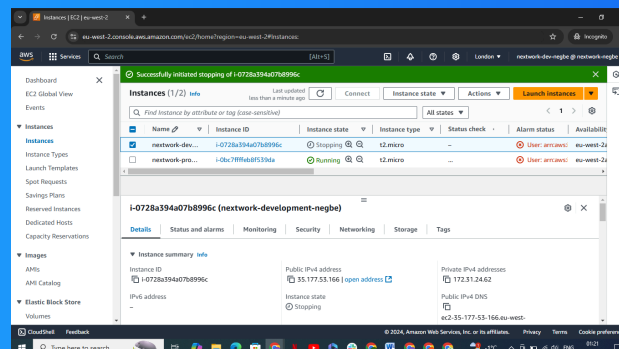 Instances | EC2 | eu-west-2
eu-west-2.console.aws.amazon.com/ec2/home?region=eu-west-2#Instances:
Incognito
aws Services Search [Alt+S] London nextwork-dev-negbe @ nextwork-negbe
Dashboard
EC2 Global View
Events
Instances
Instances
Instance Types
Launch Templates
Spot Requests
Savings Plans
Reserved Instances
Dedicated Hosts
Capacity Reservations
Images
AMIs
AMI Catalog
Elastic Block Store
Volumes
Successfully initiated stopping of i-0728a394a07b8996c
Instances (1/2) Info
Last updated
less than a minute ago
Connect Instance state Actions Launch instances
Find Instance by attribute or tag (case-sensitive) All states 1
Name Instance ID Instance state Instance type Status check Alarm status Availability
nextwork-dev... i-0728a394a07b8996c Stopping t2.micro – User: arn:aws: eu-west-2a
nextwork-pro... i-0bc7ffffeb8f539da Running t2.micro ... User: arn:aws: eu-west-2a
i-0728a394a07b8996c (nextwork-development-negbe)
Details Status and alarms Monitoring Security Networking Storage Tags
Instance summary Info
Instance ID Public IPv4 address Private IPv4 addresses
i-0728a394a07b8996c 35.177.53.166 | open address 172.31.24.62
IPv6 address Instance state Public IPv4 DNS
– Stopping
ec2-35-177-53-166.eu-west-
CloudShell Feedback © 2024, Amazon Web Services, Inc. or its affiliates. Privacy Terms Cookie preferences
Type here to search ENG 01:21